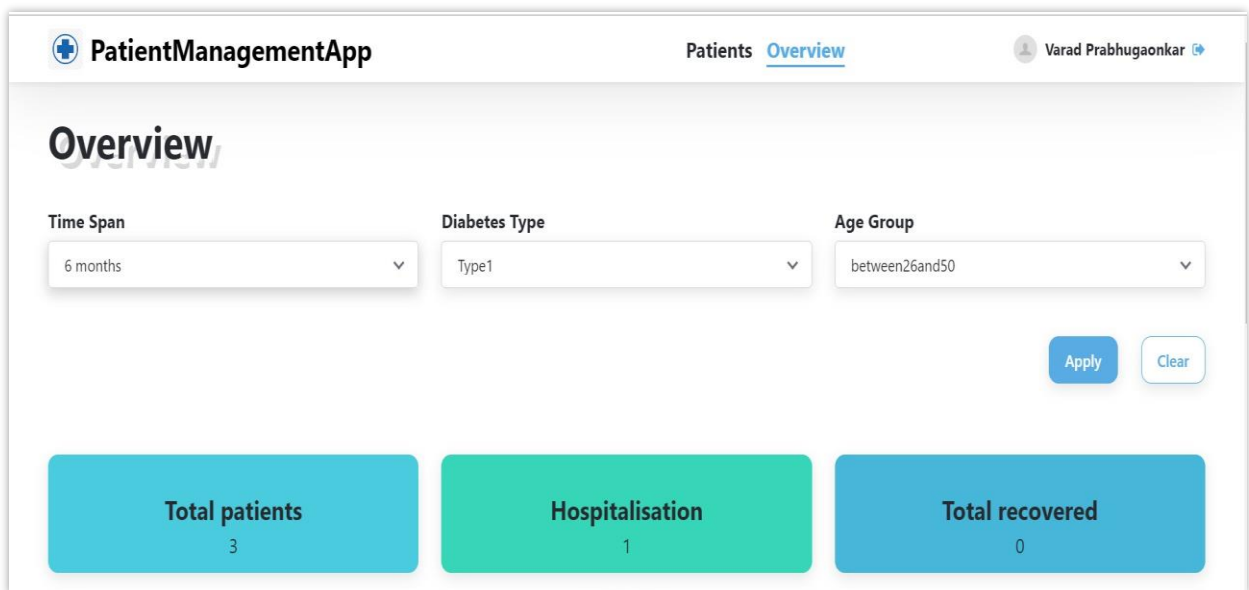 PatientManagementApp Patients Overview Varad Prabhugaonkar
Overview
Time Span Diabetes Type Age Group
6 months Type1 between26and50
Apply Clear
Total patients Hospitalisation Total recovered
3 1 0